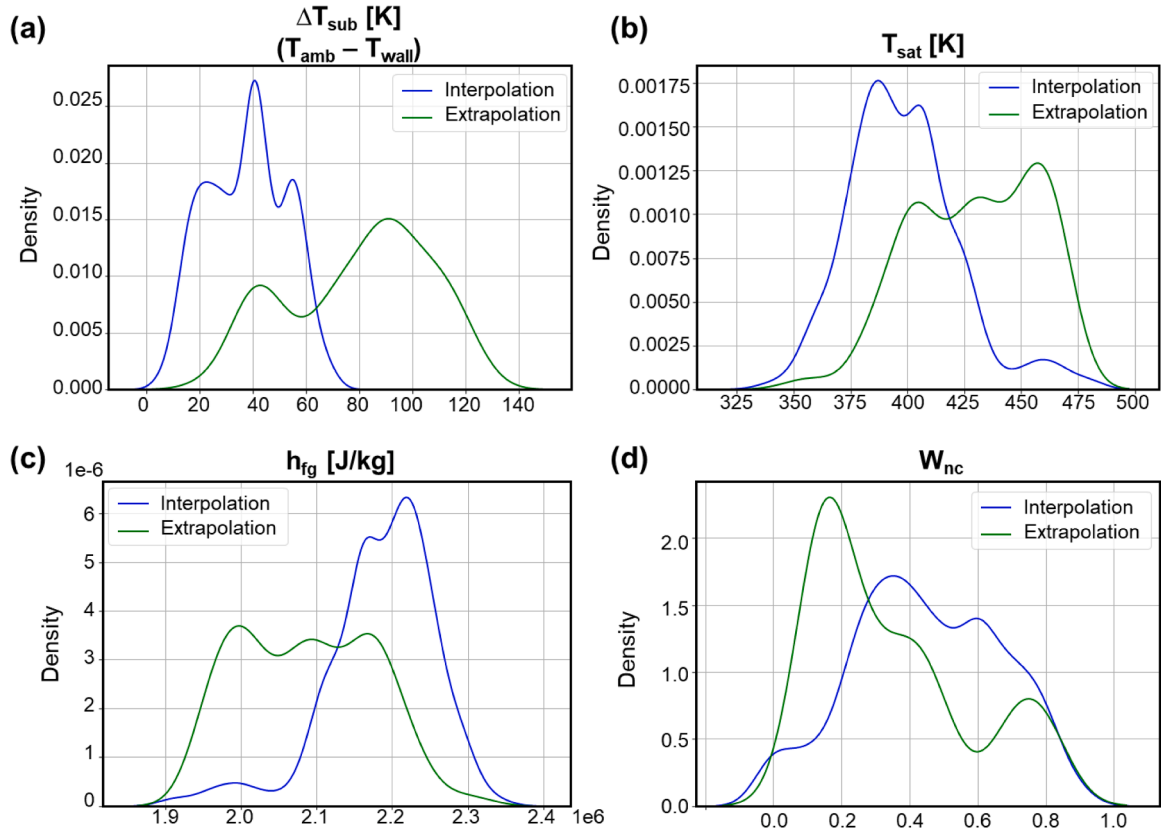 (a)
ΔTsub [K]
(Tamb – Twall)
Density
0.025
0.020
0.015
0.010
0.005
0.000
Interpolation
Extrapolation
0 20 40 60 80 100 120 140
(b)
Tsat [K]
Density
0.00175
0.00150
0.00125
0.0010
0.0075
0.0050
0.0025
0.0000
Interpolation
Extrapolation
325 350 375 400 425 450 475 500
(c)
hfg [J/kg]
1e-6
Density
6
5
4
3
2
1
0
Interpolation
Extrapolation
1.9 2.0 2.1 2.2 2.3 2.4 1e6
(d)
Wnc
Density
2.0
1.5
1.0
0.5
0.0
Interpolation
Extrapolation
0.0 0.2 0.4 0.6 0.8 1.0